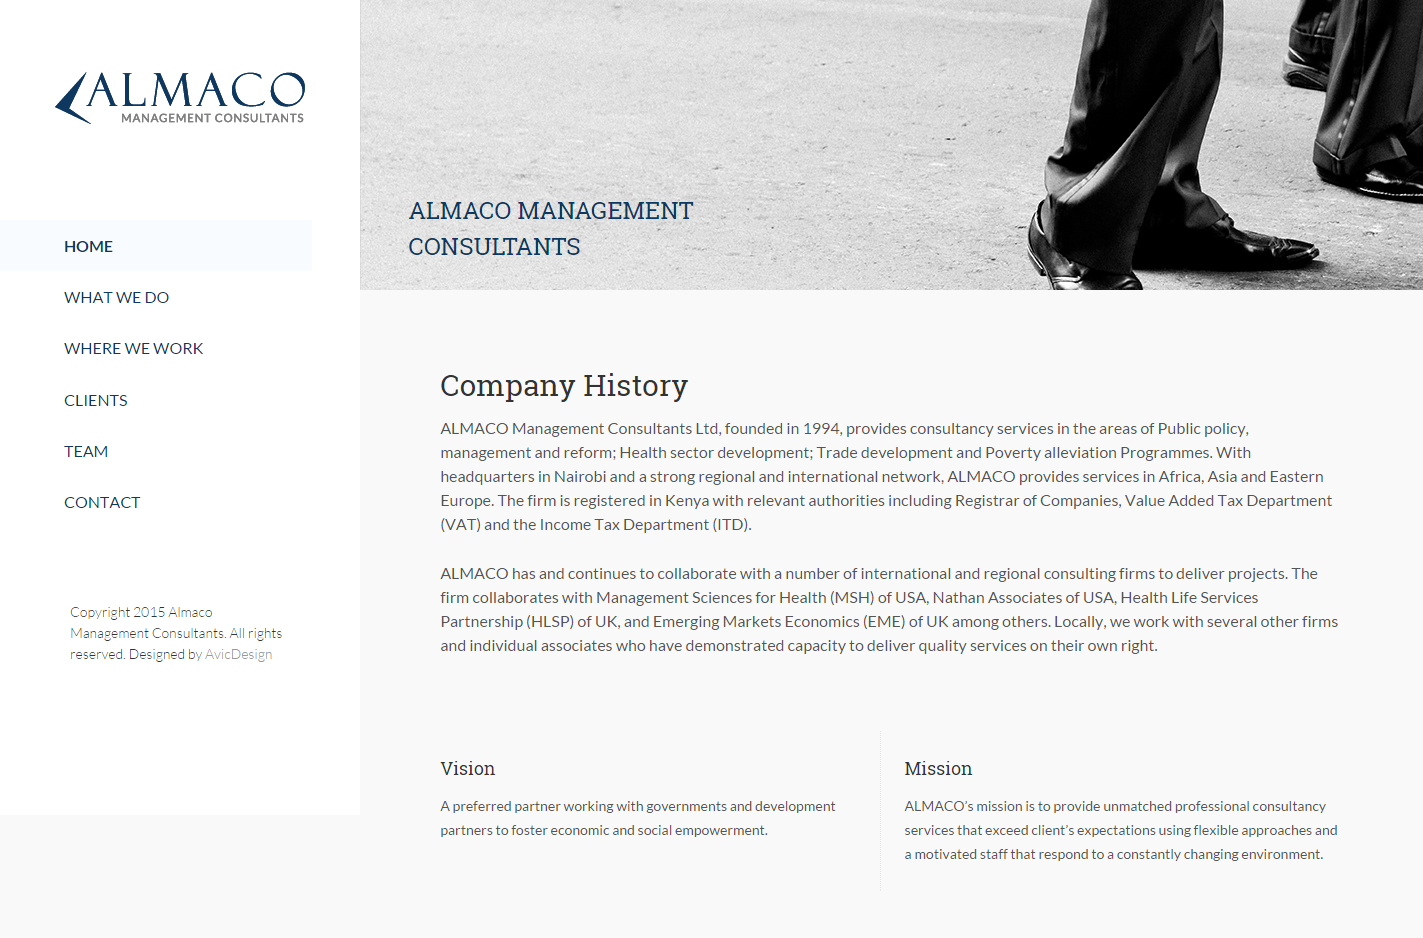 ALMACO
MANAGEMENT CONSULTANTS
HOME
WHAT WE DO
WHERE WE WORK
CLIENTS
TEAM
CONTACT
Copyright 2015 Almaco
Management Consultants. All rights
reserved. Designed by AvicDesign
ALMACO MANAGEMENT
CONSULTANTS
Company History
ALMACO Management Consultants Ltd, founded in 1994, provides consultancy services in the areas of Public policy,
management and reform; Health sector development; Trade development and Poverty alleviation Programmes. With
headquarters in Nairobi and a strong regional and international network, ALMACO provides services in Africa, Asia and Eastern
Europe. The firm is registered in Kenya with relevant authorities including Registrar of Companies, Value Added Tax Department
(VAT) and the Income Tax Department (ITD).
ALMACO has and continues to collaborate with a number of international and regional consulting firms to deliver projects. The
firm collaborates with Management Sciences for Health (MSH) of USA, Nathan Associates of USA, Health Life Services
Partnership (HLSP) of UK, and Emerging Markets Economics (EME) of UK among others. Locally, we work with several other firms
and individual associates who have demonstrated capacity to deliver quality services on their own right.
Vision
A preferred partner working with governments and development
partners to foster economic and social empowerment.
Mission
ALMACO's mission is to provide unmatched professional consultancy
services that exceed client's expectations using flexible approaches and
a motivated staff that respond to a constantly changing environment.